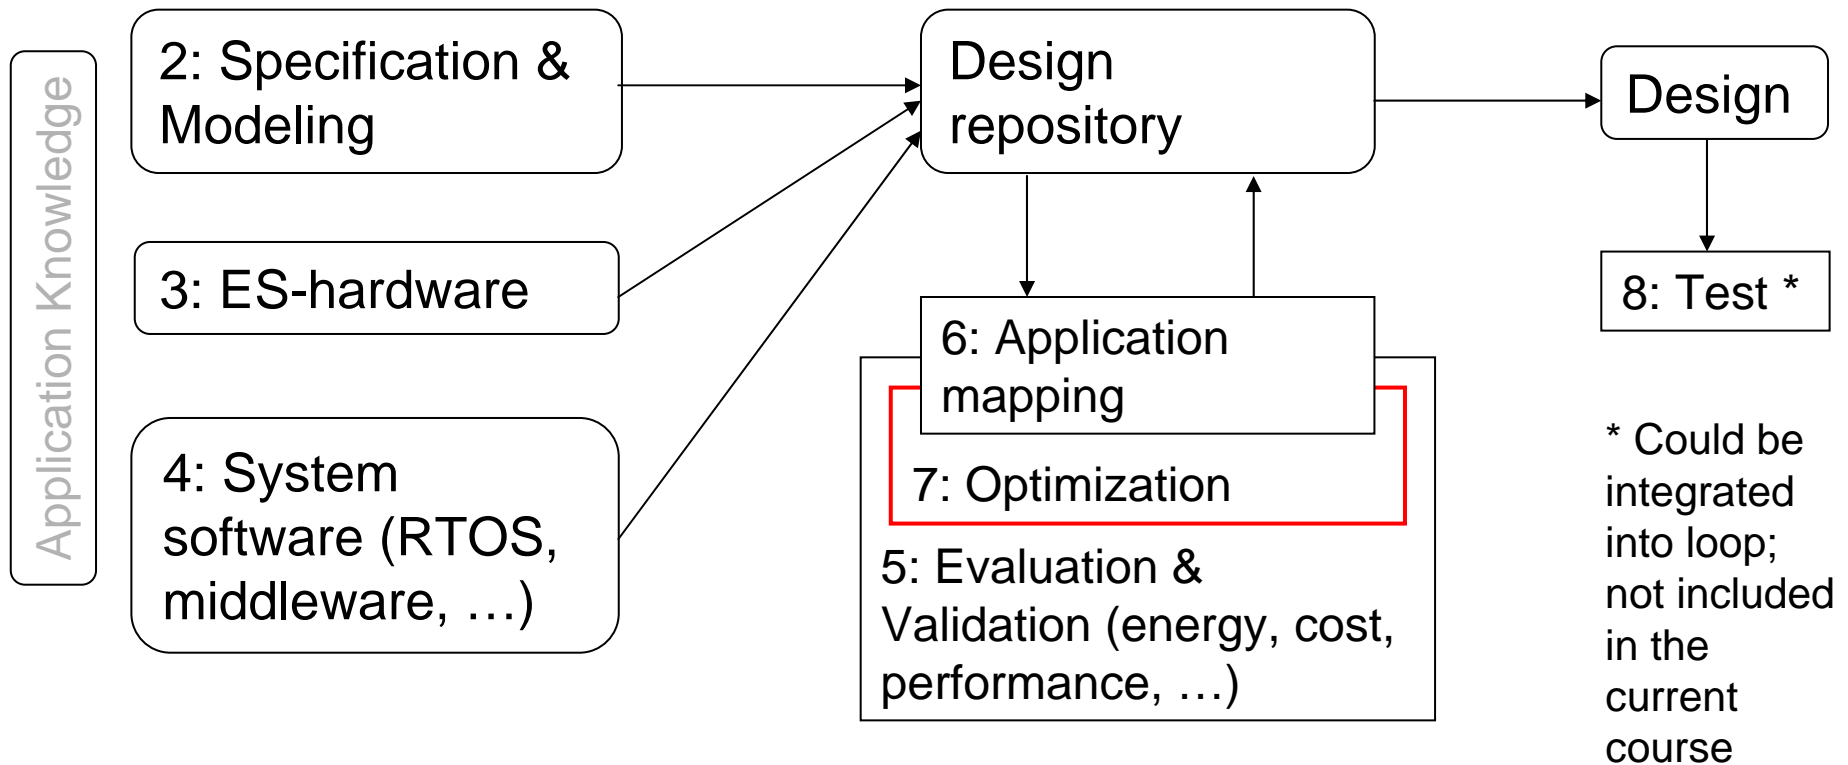 Application Knowledge
2: Specification &
Modeling
3: ES-hardware
4: System
software (RTOS,
middleware, …)
Design
repository
6: Application
mapping
7: Optimization
5: Evaluation &
Validation (energy, cost,
performance, …)
Design
8: Test *
* Could be
integrated
into loop;
not included
in the
current
course